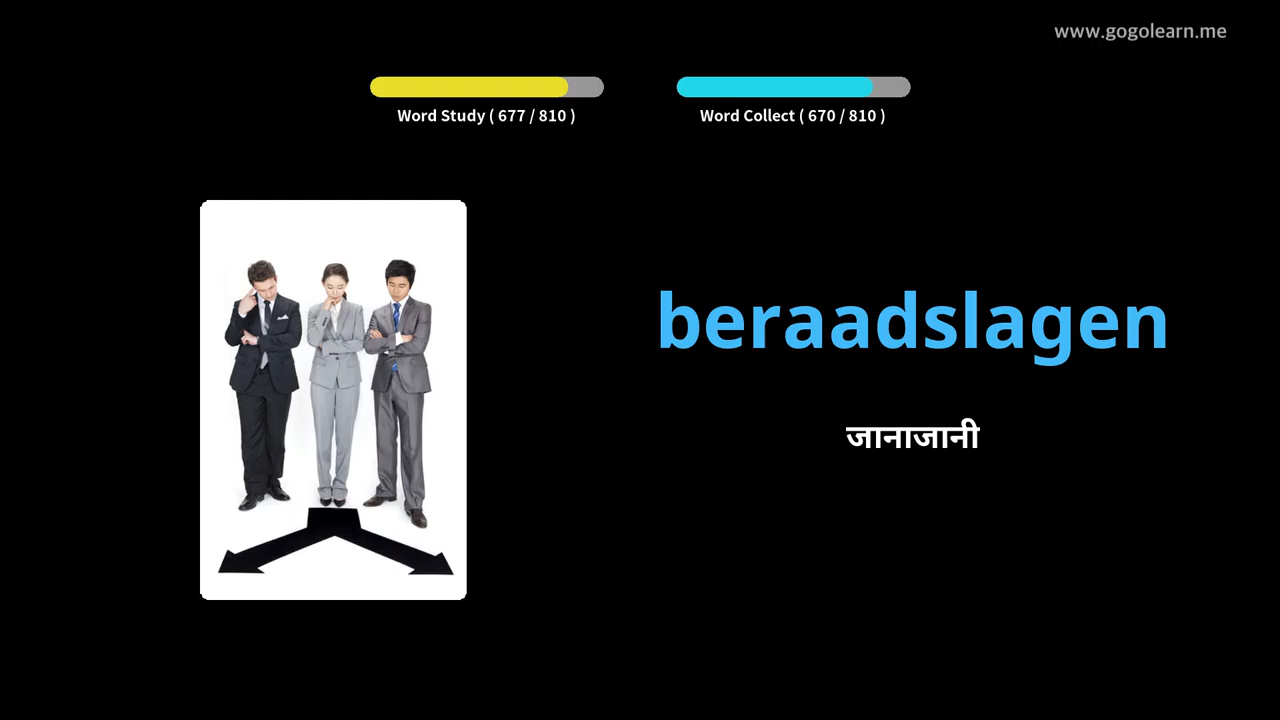 www.gogolearn.me
Word Study ( 677 / 810 )
Word Collect ( 670 / 810 )
beraadslagen
जानाजानी